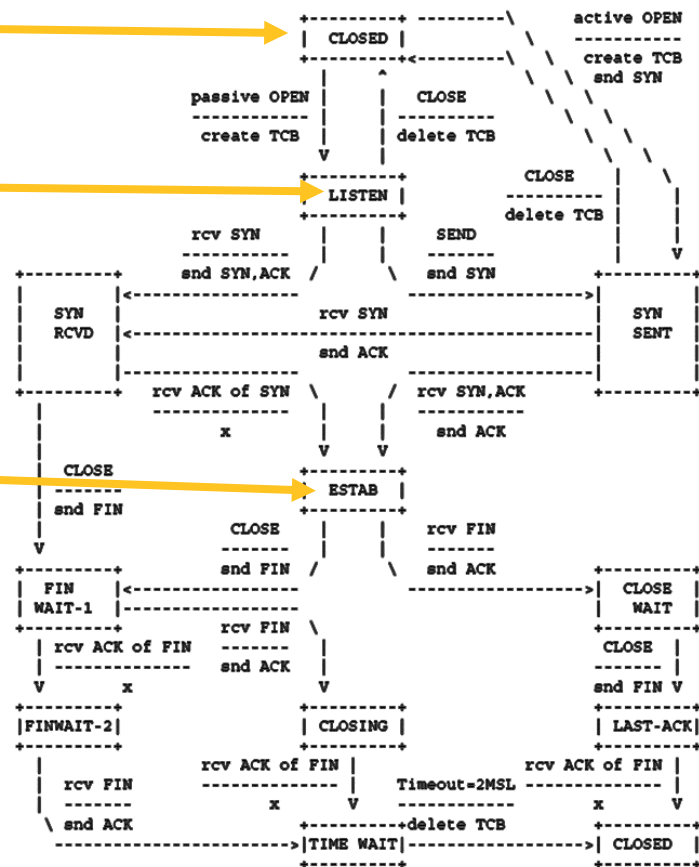 +---------+ ---------\      active OPEN
|  CLOSED |            \    -----------
+---------+<---------\   \   create TCB
  |     ^              \   \  snd SYN
passive OPEN |     |   CLOSE        \   \
------------ |     | ----------       \   \
create TCB  |     | delete TCB         \   \
V     |                      \   \
+---------+            CLOSE    |    \
|  LISTEN |          ---------- |     |
+---------+          delete TCB |     |
rcv SYN      |     |     SEND              |     |
-----------   |     |    -------            |     V
+---------+  snd SYN,ACK  /       \   snd SYN          +---------+
|         |<-----------------           ------------------>|         |
|   SYN   |                    rcv SYN                     |   SYN   |
|   RCVD  |<-----------------------------------------------|   SENT  |
|         |                    snd ACK                     |         |
|         |------------------           -------------------|         |
+---------+   rcv ACK of SYN  \       /  rcv SYN,ACK       +---------+
|           --------------   |     |   -----------
|                  x         |     |     snd ACK
|                            V     V
|  CLOSE                   +---------+
| -------                  |  ESTAB  |
| snd FIN                  +---------+
|                   CLOSE    |     |    rcv FIN
V                  -------   |     |    -------
+---------+          snd FIN  /       \   snd ACK          +---------+
|  FIN    |<-----------------           ------------------>|  CLOSE  |
| WAIT-1  |------------------                              |   WAIT  |
+---------+          rcv FIN  \                            +---------+
| rcv ACK of FIN  -------   |                            CLOSE  |
| --------------  snd ACK   |                           ------- |
V        x                  V                           snd FIN V
+---------+                  +---------+                   +---------+
|FINWAIT-2|                  | CLOSING |                   | LAST-ACK|
+---------+                  +---------+                   +---------+
|                rcv ACK of FIN |                 rcv ACK of FIN |
|  rcv FIN       -------------- |    Timeout=2MSL -------------- |
|  -------              x       V    ------------        x       V
\ snd ACK                 +---------+delete TCB         +---------+
------------------------>|TIME WAIT|------------------>| CLOSED  |
+---------+                   +---------+